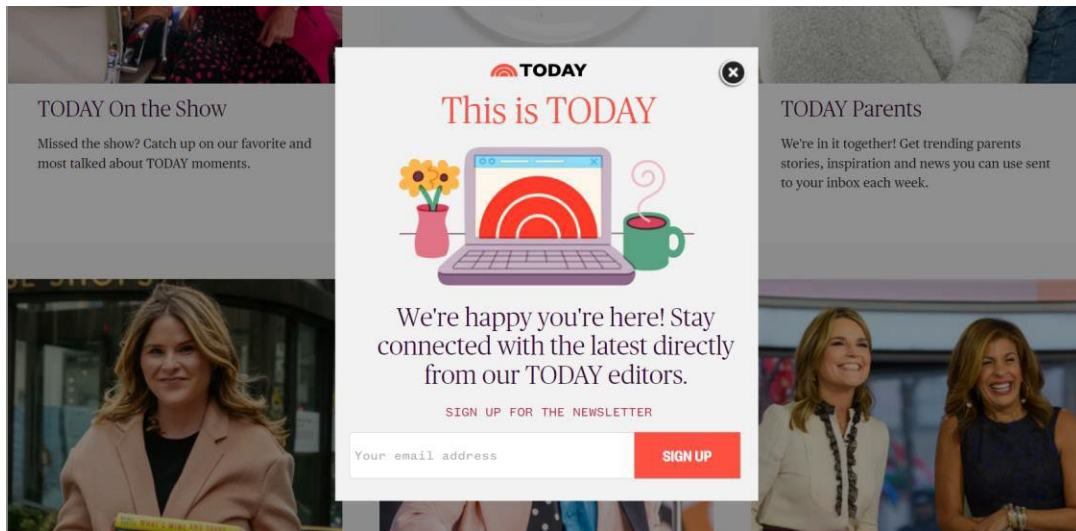 TODAY On the Show
Missed the show? Catch up on our favorite and
most talked about TODAY moments.
TODAY
This is TODAY
We're happy you're here! Stay
connected with the latest directly
from our TODAY editors.
SIGN UP FOR THE NEWSLETTER
Your email address
SIGN UP
TODAY Parents
We're in it together! Get trending parents
stories, inspiration and news you can use sent
to your inbox each week.